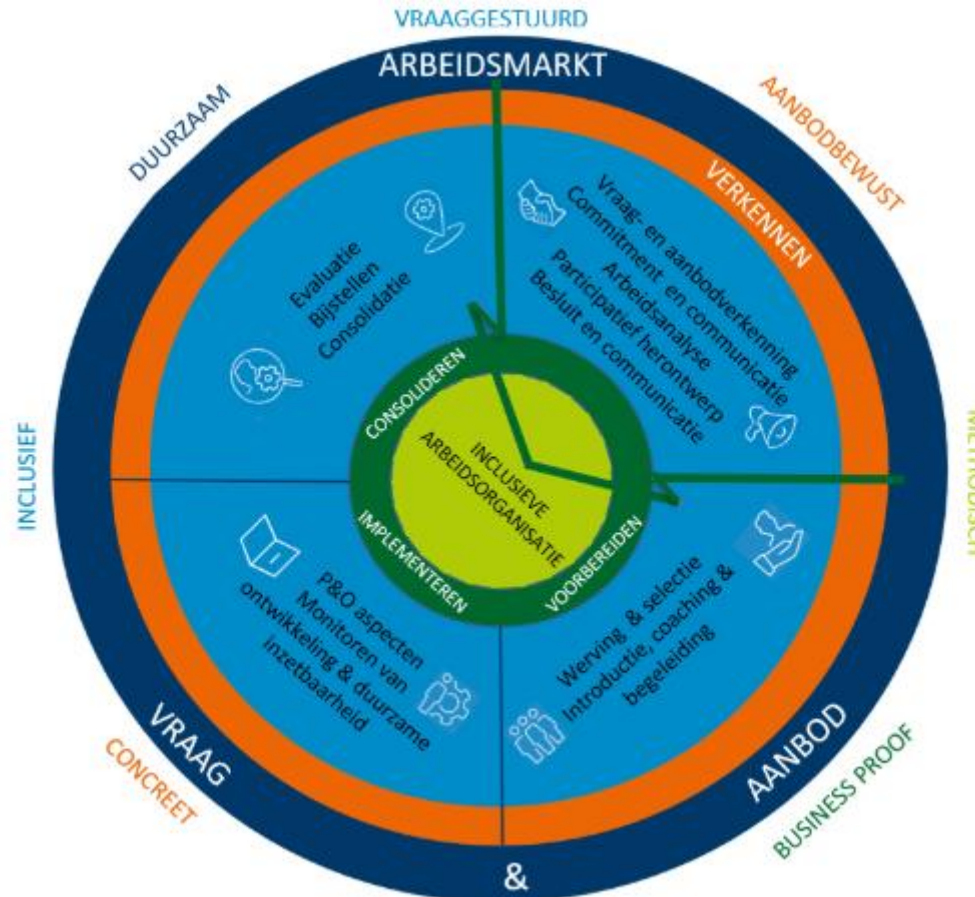 VRAAGGESTUURD
ARBEIDSMARKT
DUURZAAM
AANBODBEWUST
VERKENNEN
Vraag- en aanbodverkenning
Commitment en communicatie
Arbeidsanalyse
Participatief herontwerp
Besluit en communicatie
Evaluatie
Bijstellen
Consolidatie
CONSOLIDEREN
INCLUSIEVE
ARBEIDSORGANISATIE
INCLUSIEF
METHODISCH
IMPLEMENTEREN
VOORBEREIDEN
P&O aspecten
Monitoren van
ontwikkeling & duurzame
inzetbaarheid
Werving & selectie
Introductie, coaching &
begeleiding
VRAAG
&
AANBOD
CONCREET
BUSINESS PROOF